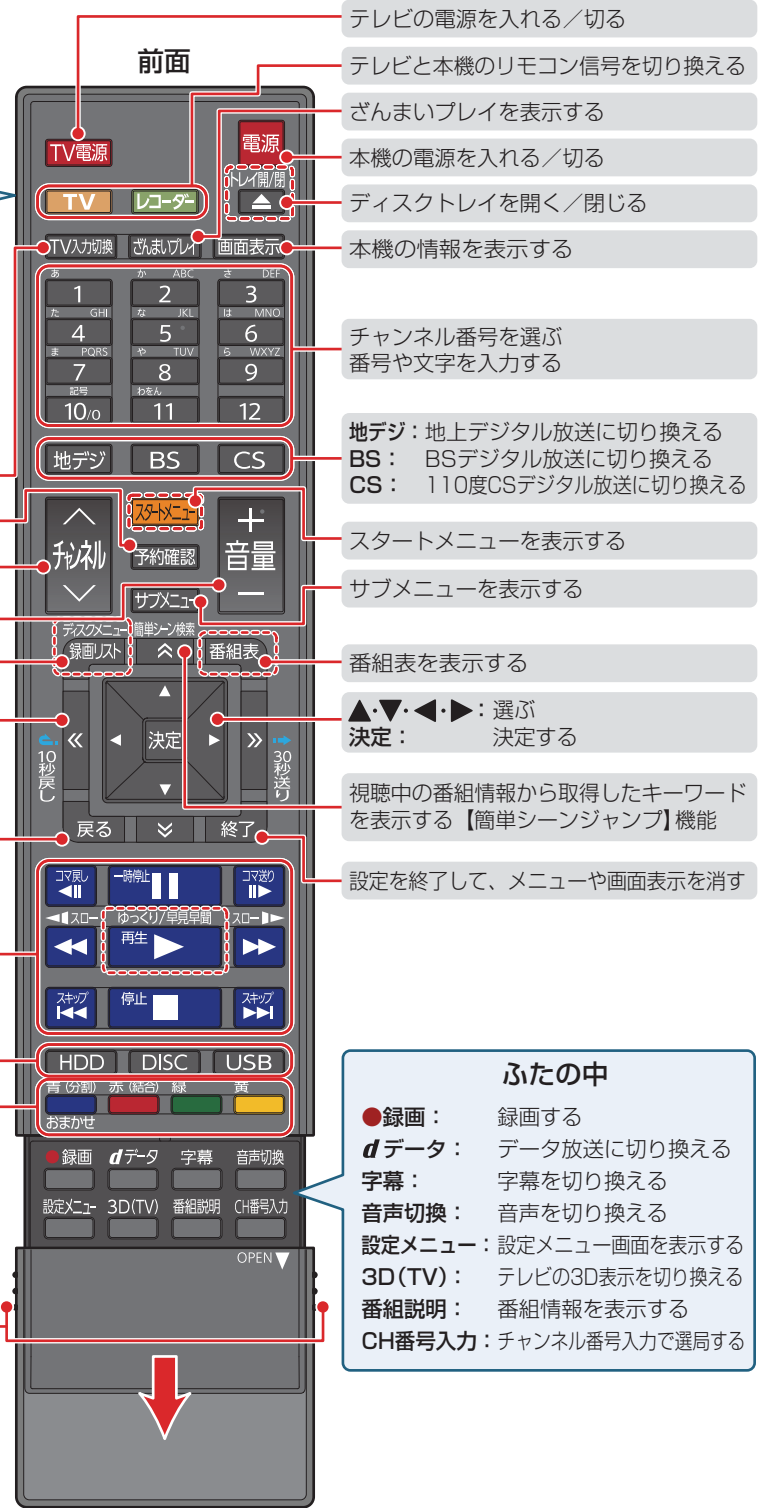 前面
TV電源
電源
トレイ開/閉
TV
レコーダー
TV入力切換
ざんまいプレイ
画面表示
あ
か ABC
さ DEF
1
2
3
た GHI
な JKL
は MNO
4
5
6
ま PQRS
や TUV
ら WXYZ
7
8
9
記号
わをん
10/0
11
12
地デジ
BS
CS
チャンネル
スタートメニュー
予約確認
サブメニュー
+
音量
−
ディスクメニュー
録画リスト
簡単シーン検索
番組表
決定
10秒戻し
30秒送り
戻る
終了
コマ戻し
一時停止
コマ送り
スロー
ゆっくり/早見早聞
スロー
再生
スキップ
停止
スキップ
HDD
DISC
USB
青(分割)
赤(結合)
緑
黄
おまかせ
●録画
dデータ
字幕
音声切換
設定メニュー
3D(TV)
番組説明
CH番号入力
OPEN▼
テレビの電源を入れる/切る
テレビと本機のリモコン信号を切り換える
ざんまいプレイを表示する
本機の電源を入れる/切る
ディスクトレイを開く/閉じる
本機の情報を表示する
チャンネル番号を選ぶ
番号や文字を入力する
地デジ：地上デジタル放送に切り換える
BS： BSデジタル放送に切り換える
CS： 110度CSデジタル放送に切り換える
スタートメニューを表示する
サブメニューを表示する
番組表を表示する
▲・▼・◀・▶：選ぶ
決定： 決定する
視聴中の番組情報から取得したキーワード
を表示する【簡単シーンジャンプ】機能
設定を終了して、メニューや画面表示を消す
ふたの中
●録画： 録画する
dデータ： データ放送に切り換える
字幕： 字幕を切り換える
音声切換： 音声を切り換える
設定メニュー：設定メニュー画面を表示する
3D(TV)： テレビの3D表示を切り換える
番組説明： 番組情報を表示する
CH番号入力：チャンネル番号入力で選局する